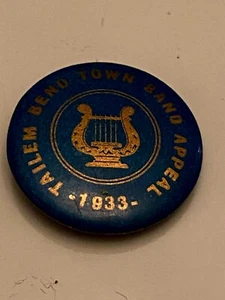 TAILEM BEND TOWN BAND APPEAL
-1933-